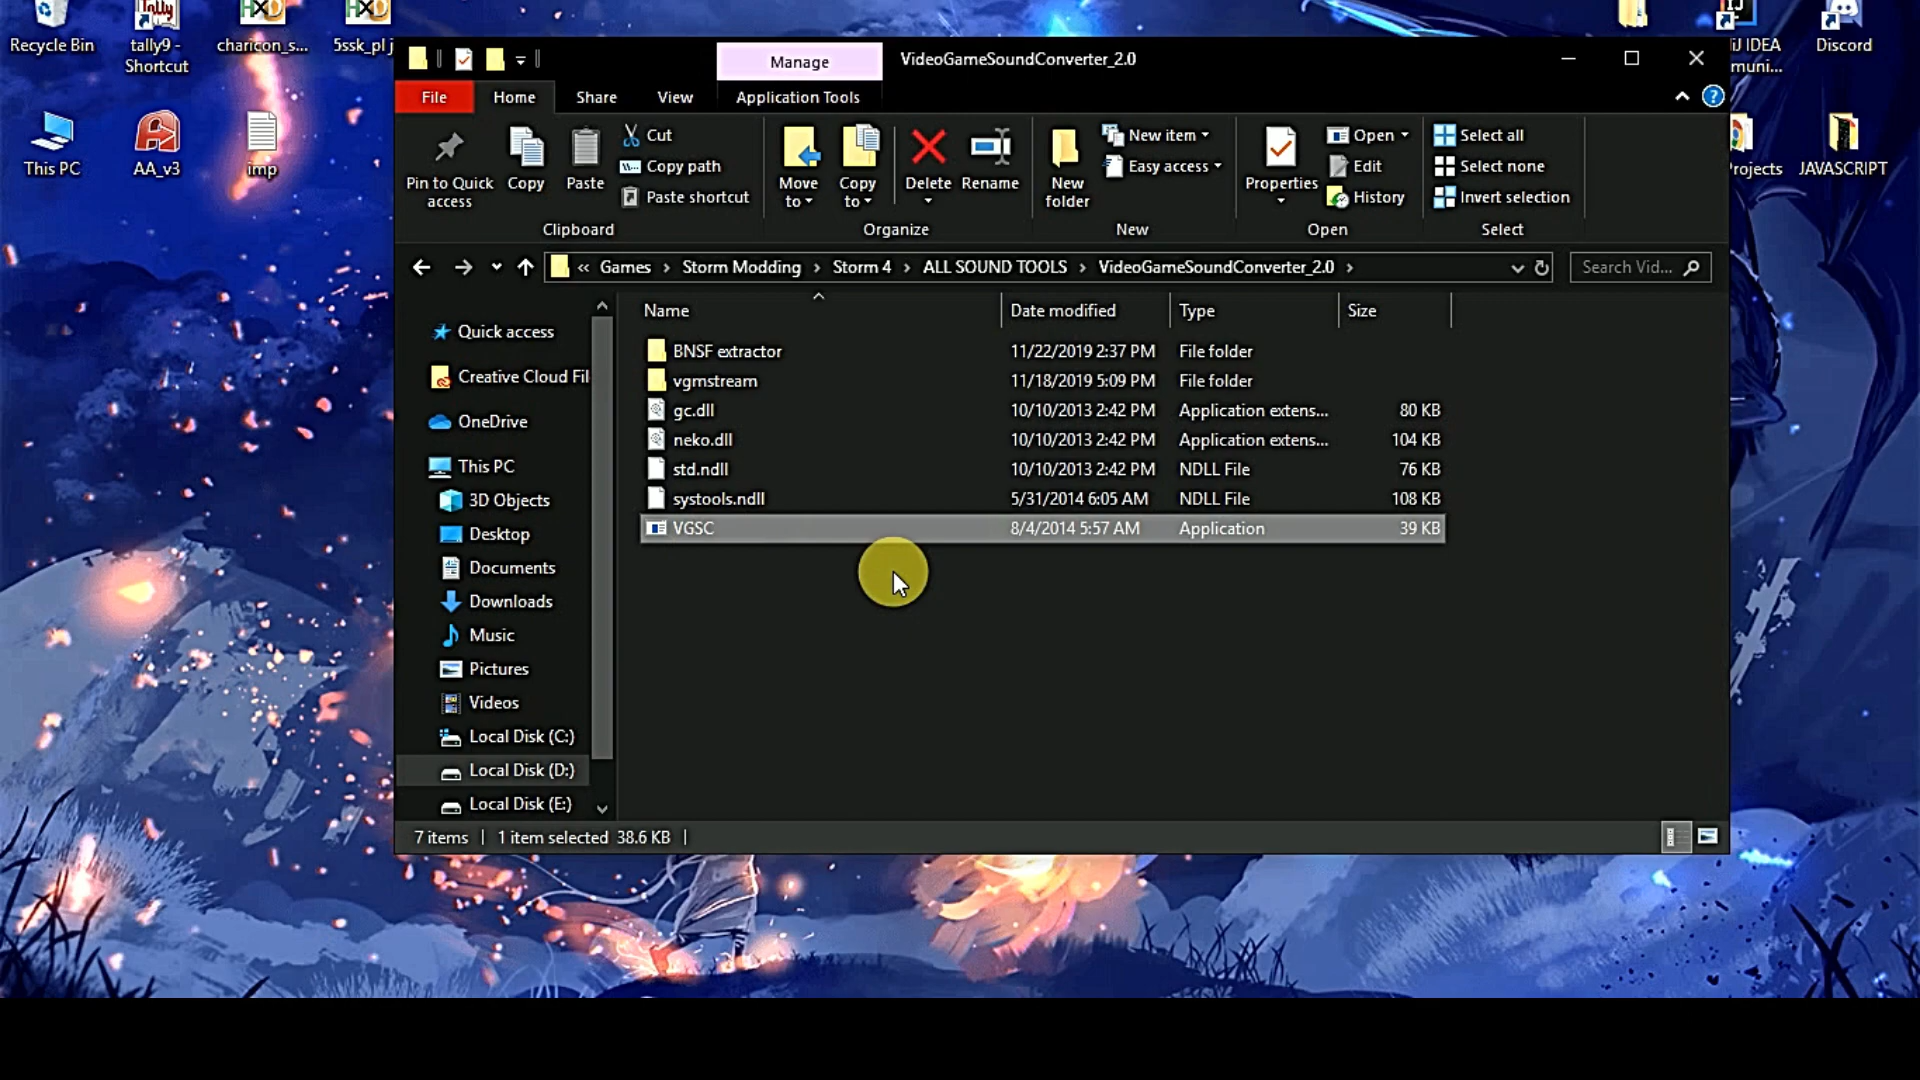 Recycle Bin
tally9 -
Shortcut
charicon_s...
5ssk_pl j
This PC
AA_v3
imp
IJ
iJ IDEA
muni...
Discord
Projects
JAVASCRIPT
Manage
VideoGameSoundConverter_2.0
File
Home
Share
View
Application Tools
Pin to Quick
access
Copy
Paste
Cut
Copy path
Paste shortcut
Clipboard
Move
to
Copy
to
Delete
Rename
Organize
New
folder
New item
Easy access
New
Properties
Open
Edit
History
Open
Select all
Select none
Invert selection
Select
« Games › Storm Modding › Storm 4 › ALL SOUND TOOLS › VideoGameSoundConverter_2.0 ›
Search Vid...
Quick access
Creative Cloud Fil
OneDrive
This PC
3D Objects
Desktop
Documents
Downloads
Music
Pictures
Videos
Local Disk (C:)
Local Disk (D:)
Local Disk (E:)
Name Date modified Type Size
BNSF extractor 11/22/2019 2:37 PM File folder
vgmstream 11/18/2019 5:09 PM File folder
gc.dll 10/10/2013 2:42 PM Application extens... 80 KB
neko.dll 10/10/2013 2:42 PM Application extens... 104 KB
std.ndll 10/10/2013 2:42 PM NDLL File 76 KB
systools.ndll 5/31/2014 6:05 AM NDLL File 108 KB
VGSC 8/4/2014 5:57 AM Application 39 KB
7 items 1 item selected 38.6 KB